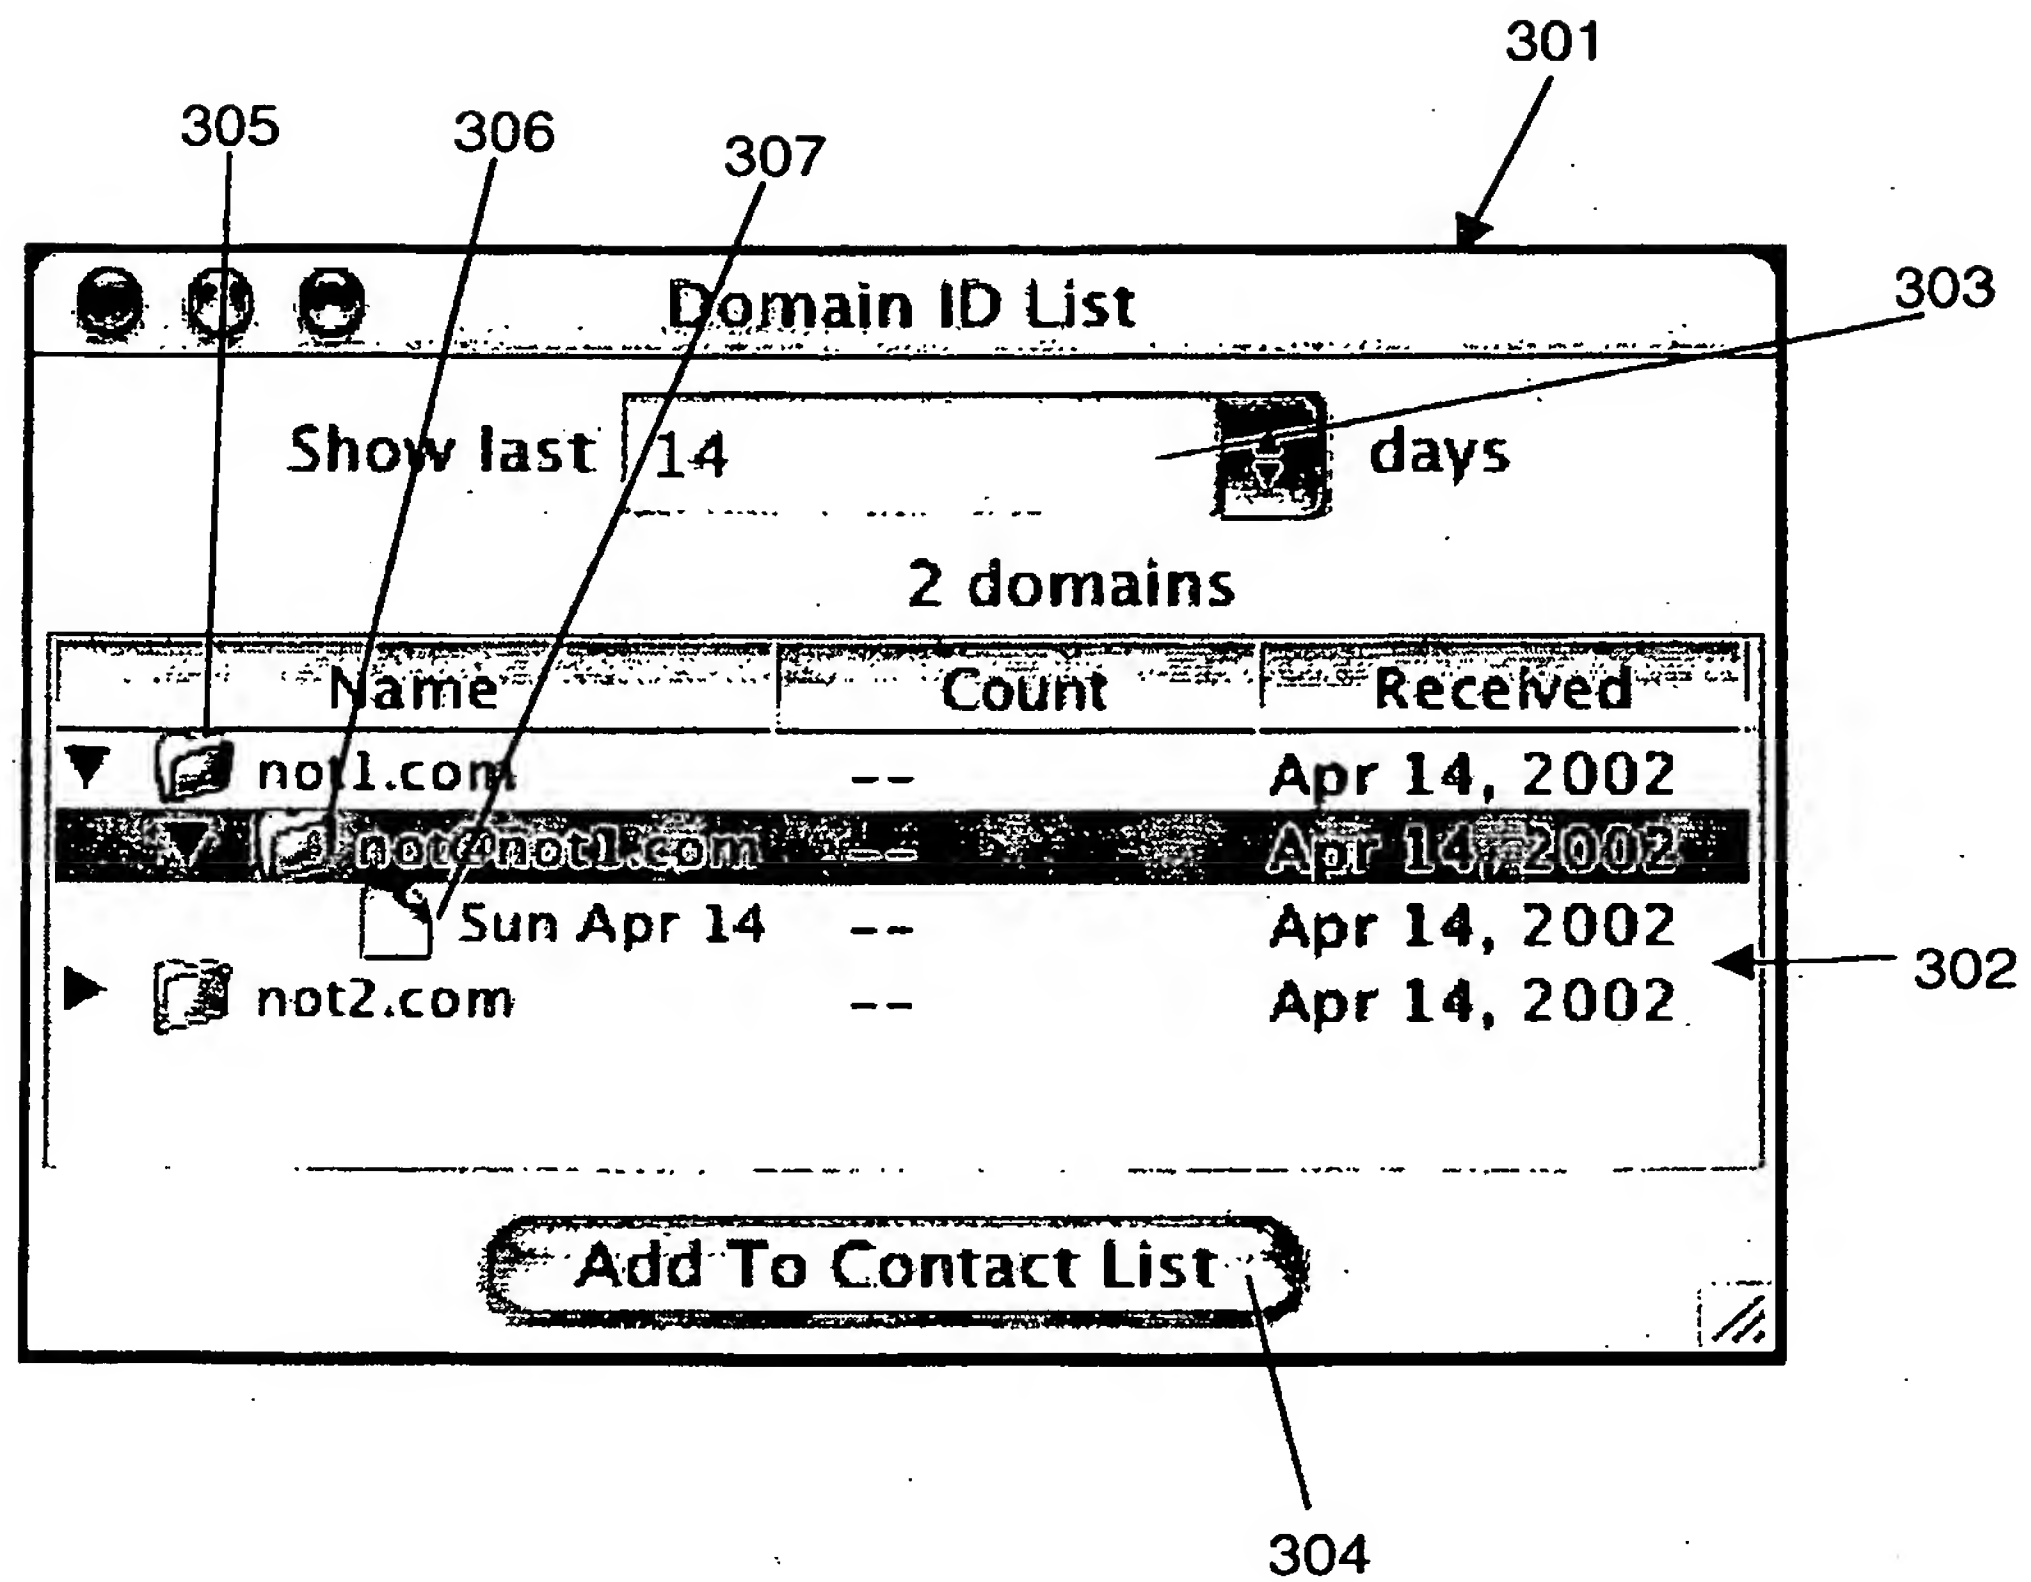 301
305 306 307
Domain ID List
303
Show last 14 days
2 domains
Name Count Received
not1.com -- Apr 14, 2002
not@not1.com -- Apr 14, 2002
Sun Apr 14 -- Apr 14, 2002
302
not2.com -- Apr 14, 2002
Add To Contact List
304